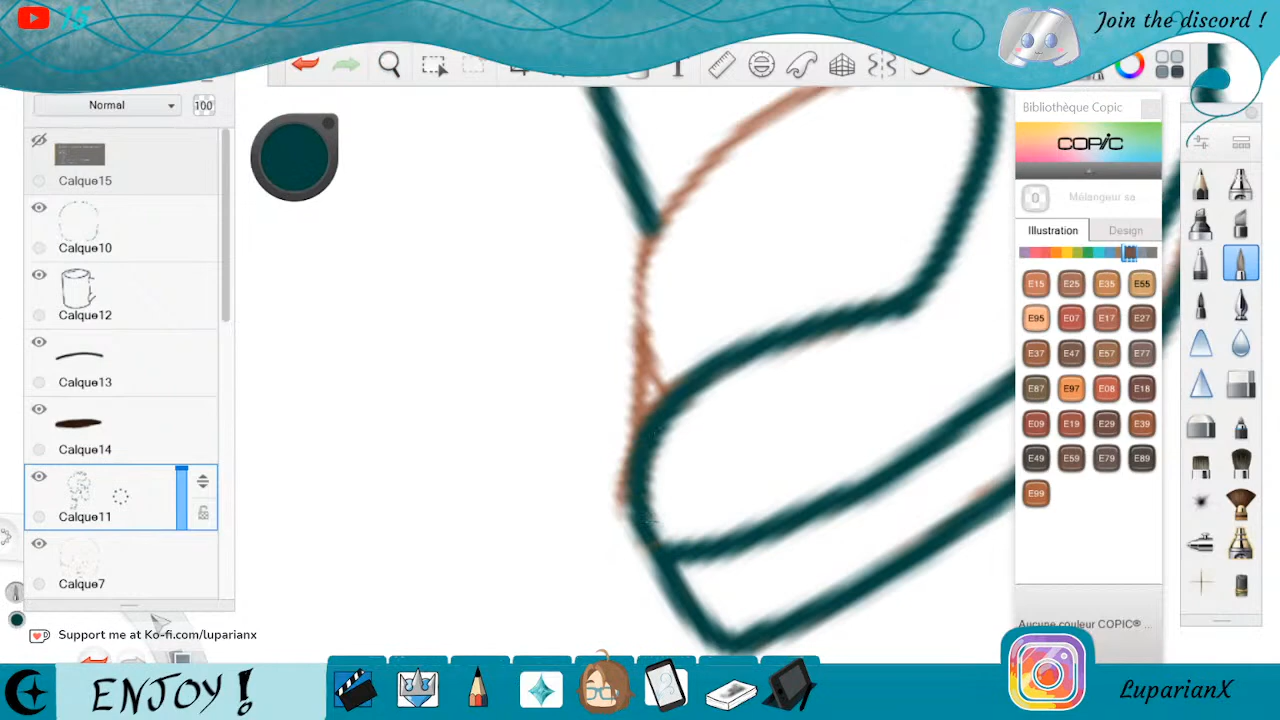 15
Join the discord !
Normal
100
Calque15
Calque10
Calque12
Calque13
Calque14
Calque11
Calque7
Bibliothèque Copic
COPIC
0
Mélangeur sa
Illustration
Design
E15 E25 E35 E55
E95 E07 E17 E27
E37 E47 E57 E77
E87 E97 E08 E18
E09 E19 E29 E39
E49 E59 E79 E89
E99
Aucune couleur COPIC® ...
Support me at Ko-fi.com/luparianx
ENJOY !
LuparianX